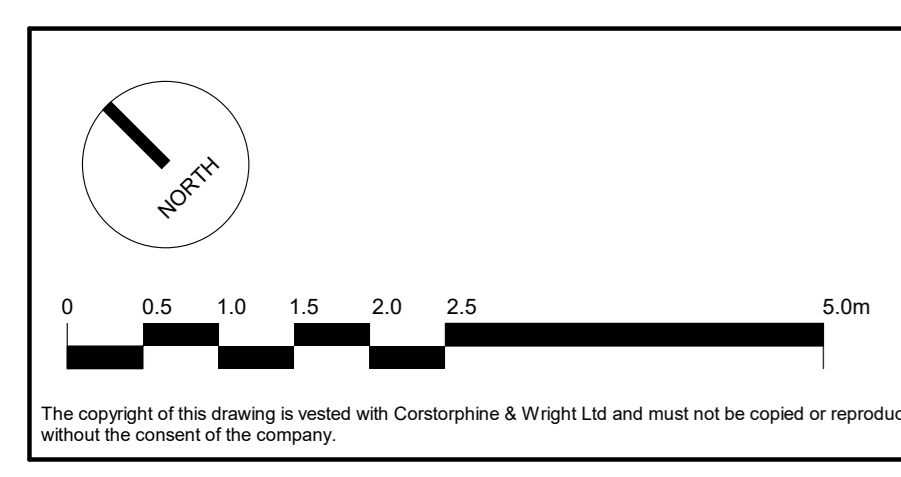 NORTH
0 0.5 1.0 1.5 2.0 2.5 5.0m
The copyright of this drawing is vested with Corstorphine & Wright Ltd and must not be copied or reproduc
without the consent of the company.